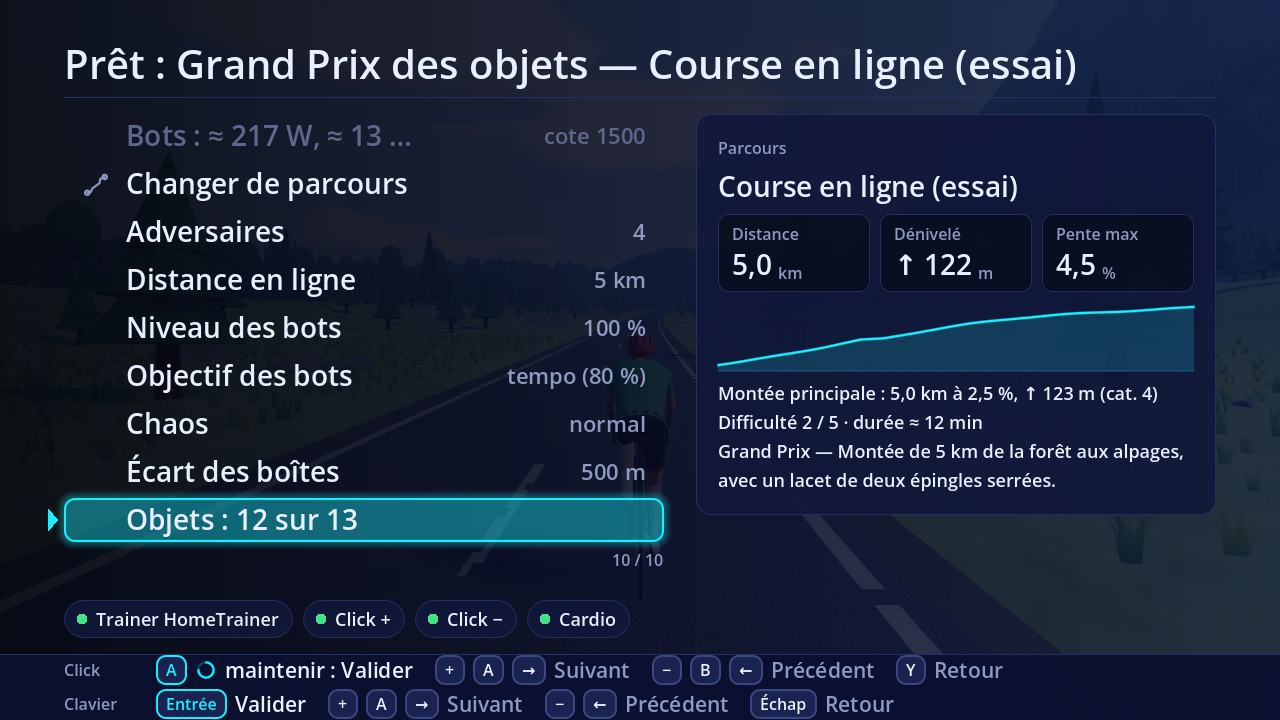 Prêt : Grand Prix des objets — Course en ligne (essai)
Bots : ≈ 217 W, ≈ 13 ... cote 1500
Changer de parcours
Adversaires 4
Distance en ligne 5 km
Niveau des bots 100 %
Objectif des bots tempo (80 %)
Chaos normal
Écart des boîtes 500 m
Objets : 12 sur 13
10 / 10
Parcours
Course en ligne (essai)
Distance Dénivelé Pente max
5,0 km ↑ 122 m 4,5 %
Montée principale : 5,0 km à 2,5 %, ↑ 123 m (cat. 4)
Difficulté 2 / 5 · durée ≈ 12 min
Grand Prix — Montée de 5 km de la forêt aux alpages,
avec un lacet de deux épingles serrées.
Trainer HomeTrainer Click + Click − Cardio
Click A maintenir : Valider + A → Suivant − B ← Précédent Y Retour
Clavier Entrée Valider + A → Suivant − ← Précédent Échap Retour